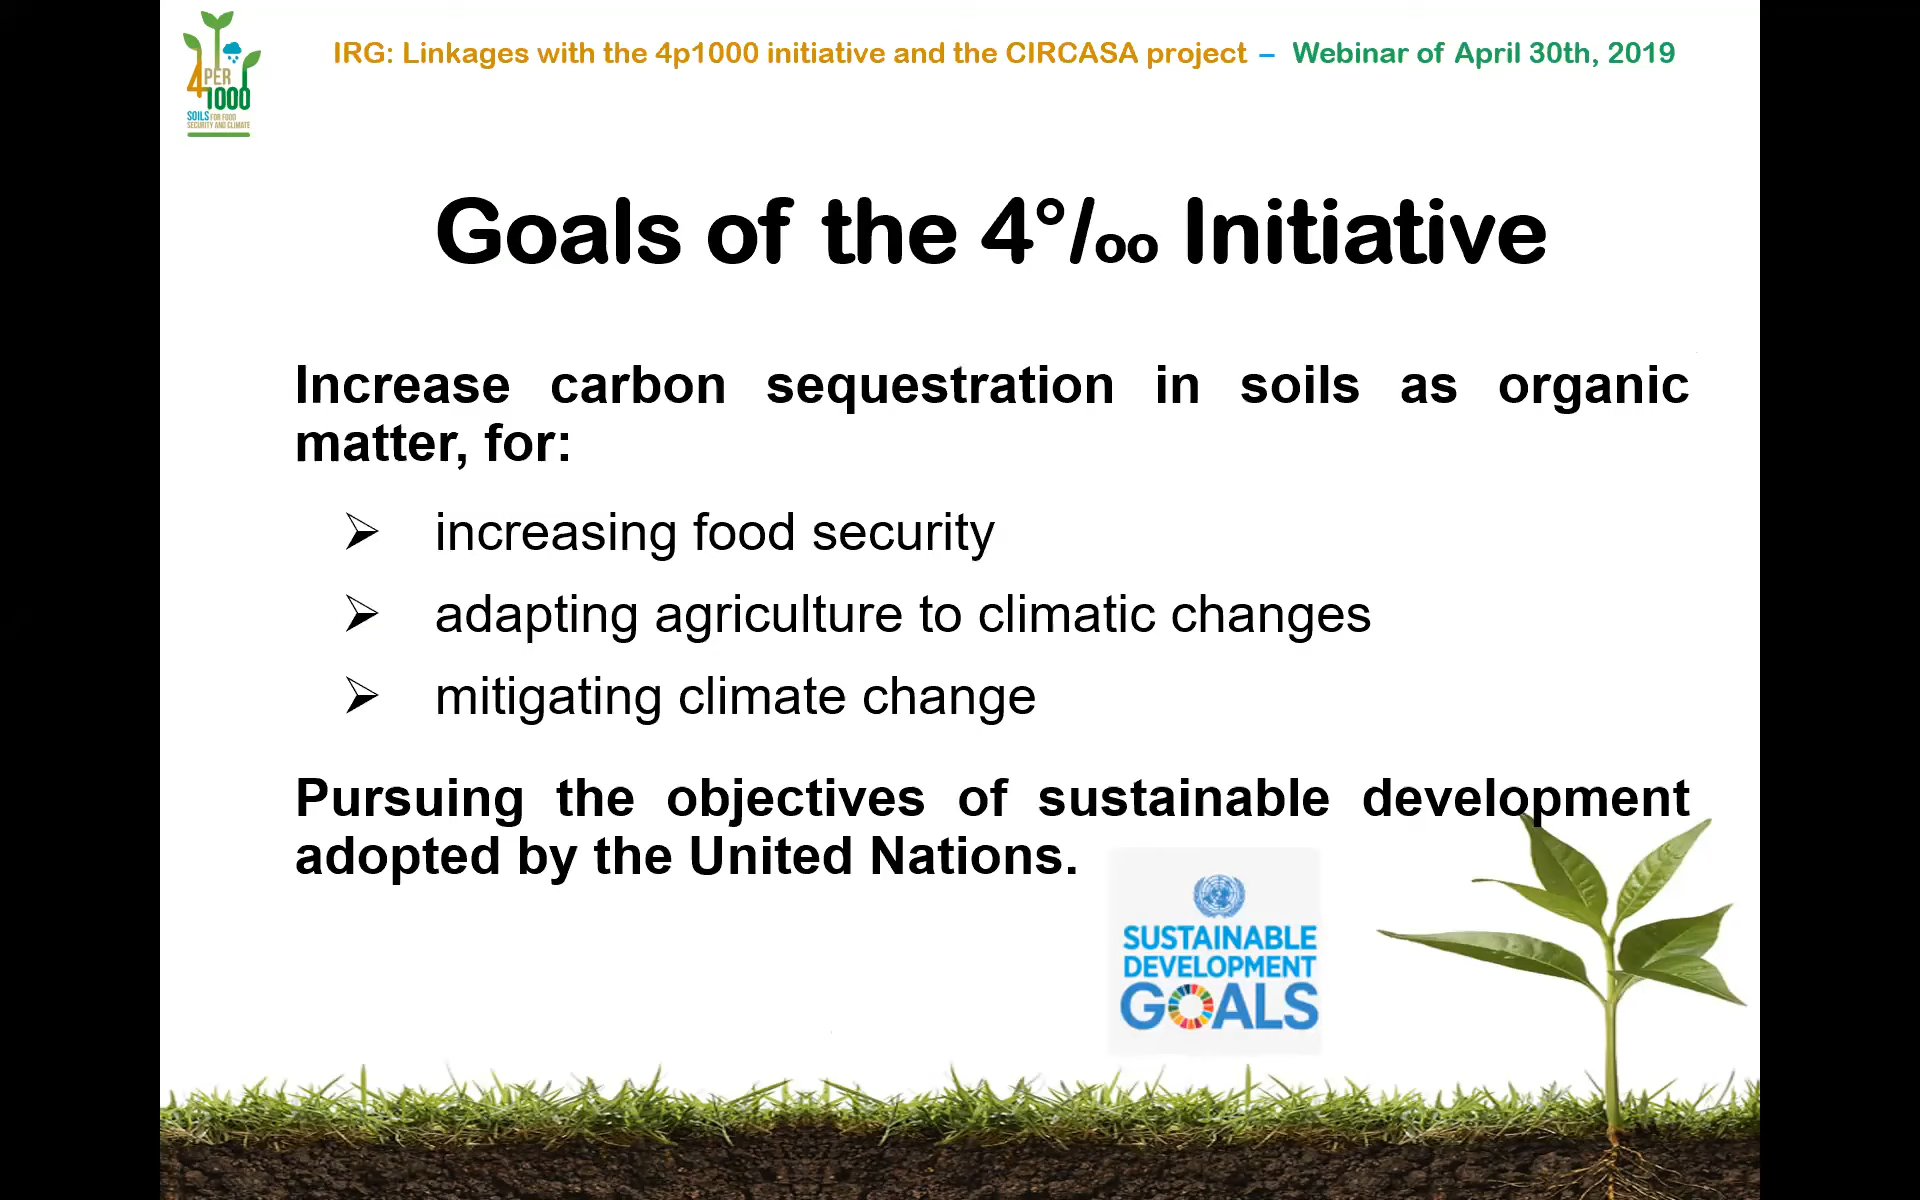 4 PER
1000
SOILS FOR FOOD
SECURITY AND CLIMATE
IRG: Linkages with the 4p1000 initiative and the CIRCASA project – Webinar of April 30th, 2019
Goals of the 4°/oo Initiative
Increase carbon sequestration in soils as organic
matter, for:
➢ increasing food security
➢ adapting agriculture to climatic changes
➢ mitigating climate change
Pursuing the objectives of sustainable development
adopted by the United Nations.
SUSTAINABLE
DEVELOPMENT
GOALS